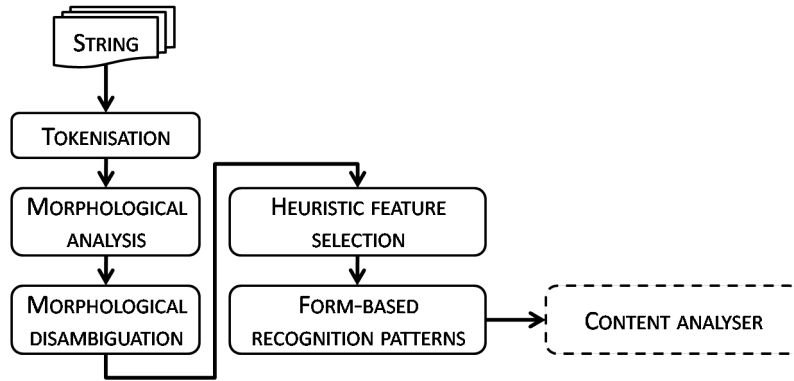 STRING
TOKENISATION
MORPHOLOGICAL
ANALYSIS
MORPHOLOGICAL
DISAMBIGUATION
HEURISTIC FEATURE
SELECTION
FORM-BASED
RECOGNITION PATTERNS
CONTENT ANALYSER